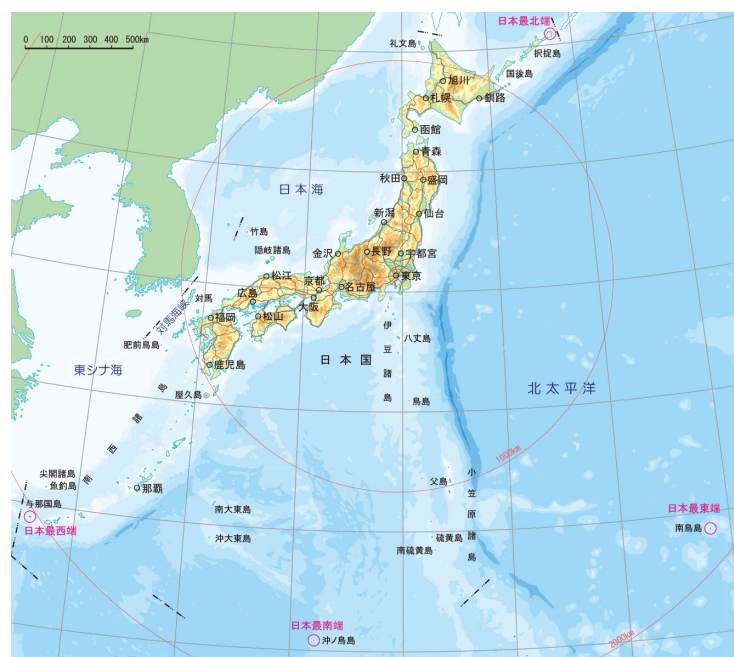 日本最北端
0 100 200 300 400 500km
礼文島
択捉島
国後島
旭川
札幌
釧路
函館
青森
秋田
盛岡
日本海
新潟
仙台
竹島
隠岐諸島
金沢
長野
宇都宮
松江
京都
東京
対馬
広島
名古屋
大阪
対馬海峡
福岡
松山
伊豆諸島
八丈島
肥前鳥島
日本国
東シナ海
鹿児島
北太平洋
屋久島
鳥島
南西諸島
1000km
尖閣諸島
魚釣島
那覇
父島
小笠原諸島
与那国島
日本最西端
南大東島
日本最東端
南鳥島
沖大東島
硫黄島
南硫黄島
日本最南端
沖ノ鳥島
2000km